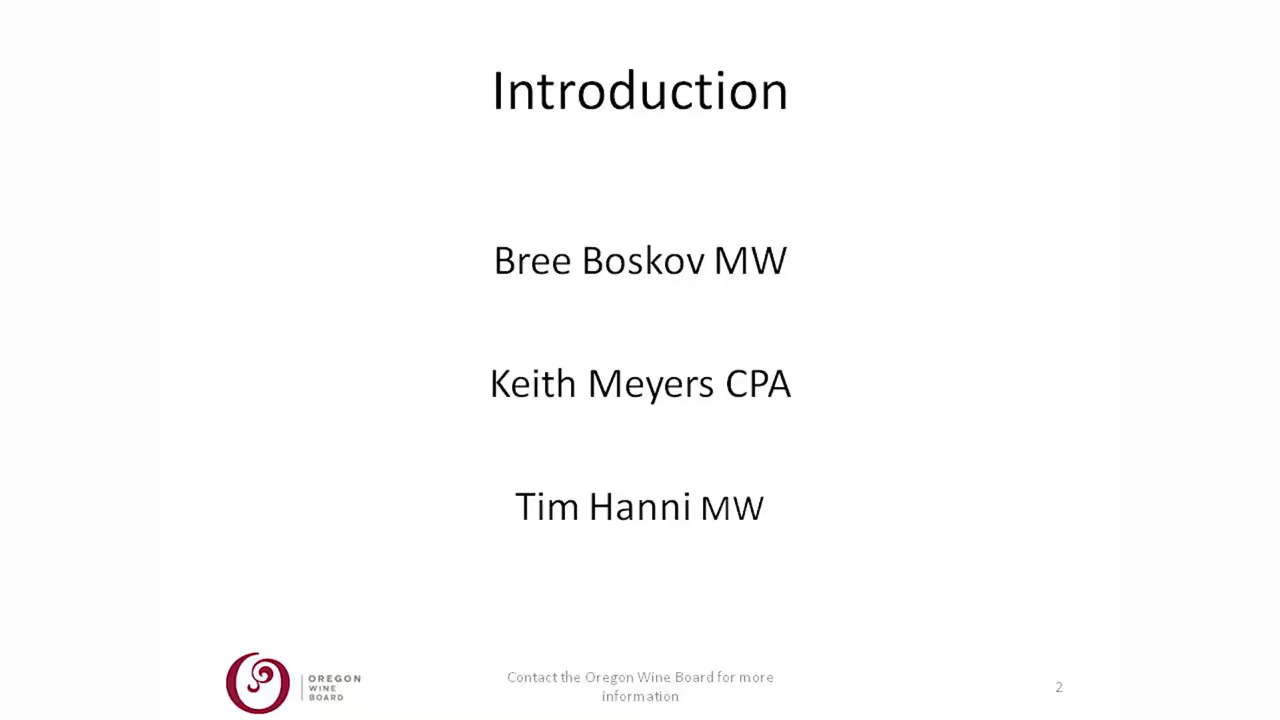 Introduction
Bree Boskov MW
Keith Meyers CPA
Tim Hanni MW
OREGON
WINE
BOARD
Contact the Oregon Wine Board for more
information
2